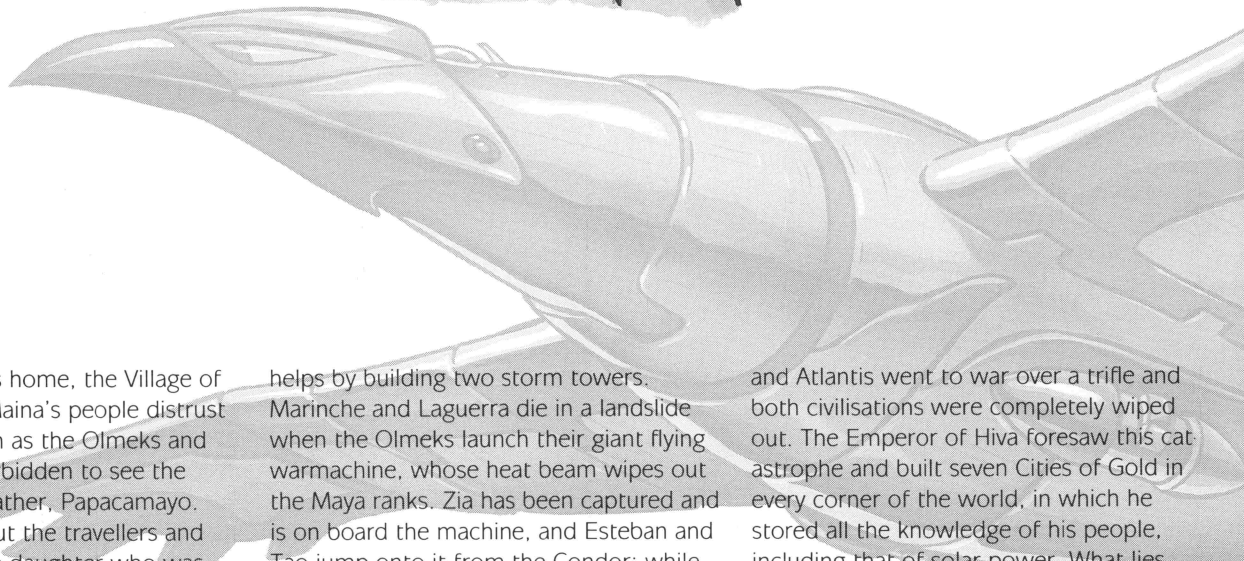 s home, the Village of
aina's people distrust
n as the Olmeks and
bidden to see the
ather, Papacamayo.
ut the travellers and
daughter who was
helps by building two storm towers.
Marinche and Laguerra die in a landslide
when the Olmeks launch their giant flying
warmachine, whose heat beam wipes out
the Maya ranks. Zia has been captured and
is on board the machine, and Esteban and
Tao jump onto it from the Condor; while
and Atlantis went to war over a trifle and
both civilisations were completely wiped
out. The Emperor of Hiva foresaw this cat-
astrophe and built seven Cities of Gold in
every corner of the world, in which he
stored all the knowledge of his people,
including that of solar power. What lies